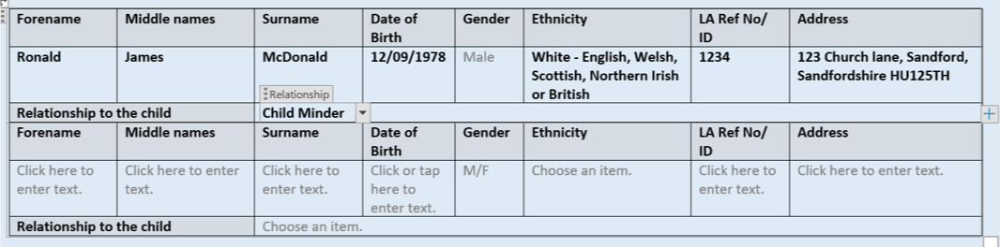 Forename Middle names Surname Date of Birth Gender Ethnicity LA Ref No/ ID Address
Ronald James McDonald 12/09/1978 Male White - English, Welsh, Scottish, Northern Irish or British 1234 123 Church lane, Sandford, Sandfordshire HU125TH
Relationship
Relationship to the child Child Minder
Forename Middle names Surname Date of Birth Gender Ethnicity LA Ref No/ ID Address
Click here to enter text. Click here to enter text. Click here to enter text. Click or tap here to enter text. M/F Choose an item. Click here to enter text. Click here to enter text.
Relationship to the child Choose an item.